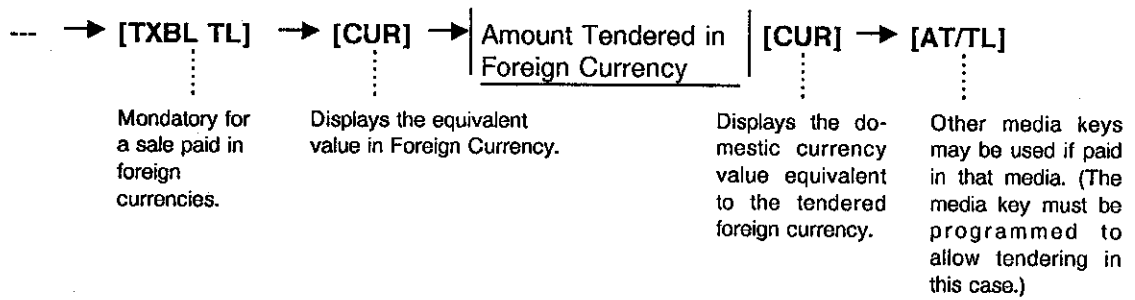 --- → [TXBL TL] → [CUR] → Amount Tendered in Foreign Currency [CUR] → [AT/TL]
Mondatory for
a sale paid in
foreign
currencies.
Displays the equivalent
value in Foreign Currency.
Displays the do-
mestic currency
value equivalent
to the tendered
foreign currency.
Other media keys
may be used if paid
in that media. (The
media key must be
programmed to
allow tendering in
this case.)